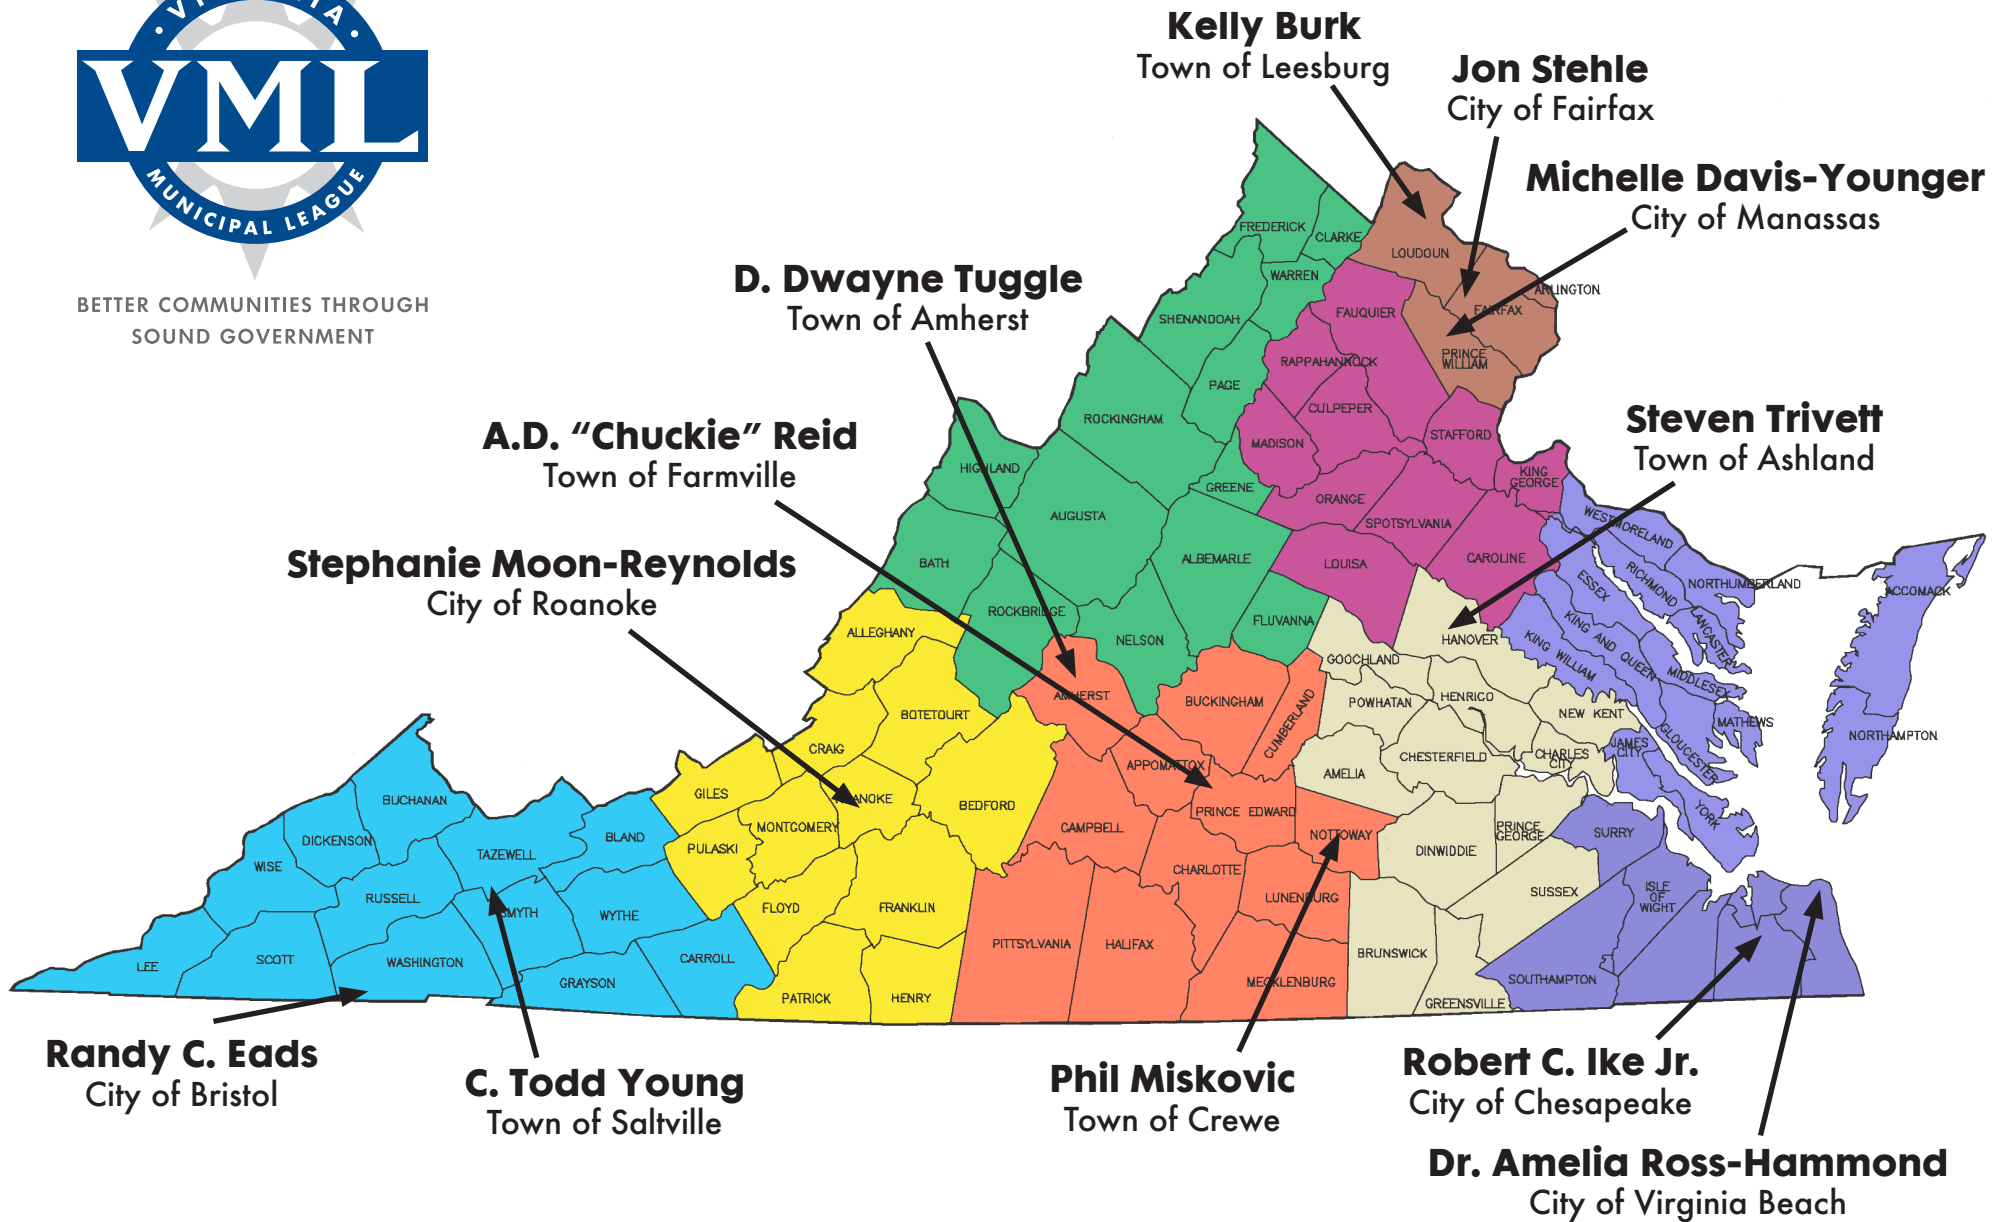 VIRGINIA
VML
MUNICIPAL LEAGUE
BETTER COMMUNITIES THROUGH
SOUND GOVERNMENT
Kelly Burk
Town of Leesburg
Jon Stehle
City of Fairfax
Michelle Davis-Younger
City of Manassas
D. Dwayne Tuggle
Town of Amherst
A.D. “Chuckie” Reid
Town of Farmville
Steven Trivett
Town of Ashland
Stephanie Moon-Reynolds
City of Roanoke
FREDERICK
CLARKE
LOUDOUN
WARREN
ARLINGTON
FAIRFAX
SHENANDOAH
FAUQUIER
PRINCE
WILLIAM
RAPPAHANNOCK
PAGE
CULPEPER
ROCKINGHAM
MADISON
STAFFORD
HIGHLAND
KING
GEORGE
GREENE
ORANGE
AUGUSTA
SPOTSYLVANIA
WESTMORELAND
BATH
ALBEMARLE
LOUISA
CAROLINE
RICHMOND
NORTHUMBERLAND
ESSEX
ACCOMACK
ROCKBRIDGE
FLUVANNA
ALLEGHANY
NELSON
HANOVER
KING AND QUEEN
LANCASTER
KING WILLIAM
GOOCHLAND
MIDDLESEX
AMHERST
BUCKINGHAM
CUMBERLAND
POWHATAN
HENRICO
NEW KENT
MATHEWS
NORTHAMPTON
BOTETOURT
CRAIG
JAMES
CITY
GLOUCESTER
CHESTERFIELD
CHARLES
CITY
APPOMATTOX
AMELIA
GILES
ROANOKE
BEDFORD
BUCHANAN
PRINCE EDWARD
YORK
MONTGOMERY
CAMPBELL
NOTTOWAY
PRINCE
GEORGE
SURRY
BLAND
DICKENSON
PULASKI
TAZEWELL
DINWIDDIE
WISE
CHARLOTTE
SUSSEX
ISLE
OF
WIGHT
RUSSELL
LUNENBURG
SMYTH
WYTHE
FLOYD
FRANKLIN
PITTSYLVANIA
HALIFAX
BRUNSWICK
SCOTT
WASHINGTON
CARROLL
LEE
GRAYSON
MECKLENBURG
SOUTHAMPTON
PATRICK
HENRY
GREENSVILLE
Randy C. Eads
City of Bristol
C. Todd Young
Town of Saltville
Phil Miskovic
Town of Crewe
Robert C. Ike Jr.
City of Chesapeake
Dr. Amelia Ross-Hammond
City of Virginia Beach